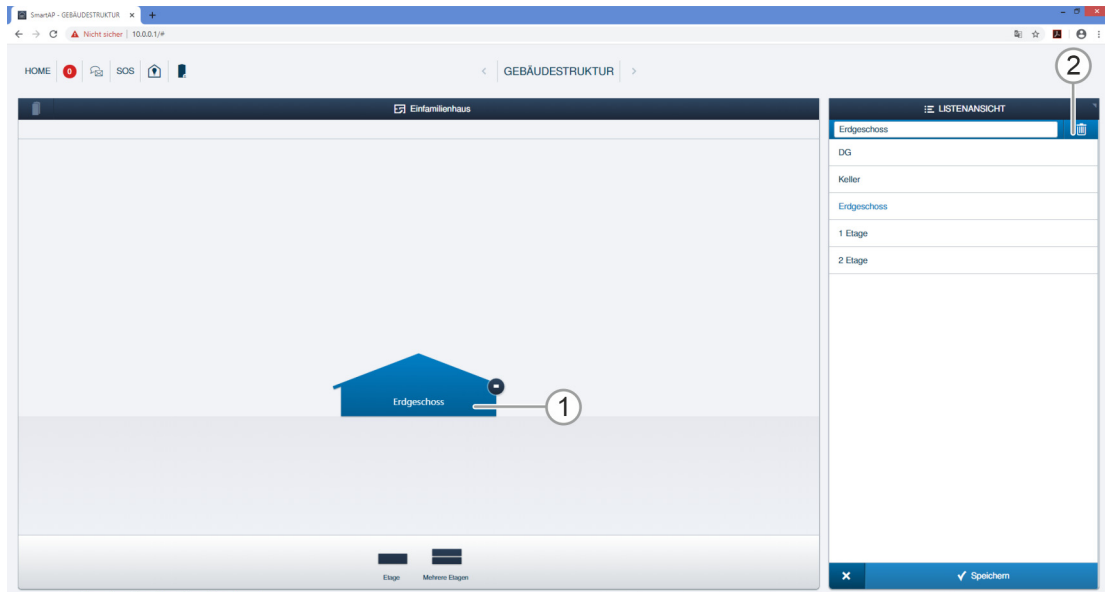 SmartAP - GEBÄUDESTRUKTUR
Nicht sicher | 10.0.0.1/#
HOME 0 SOS
GEBÄUDESTRUKTUR
2
Einfamilienhaus
LISTENANSICHT
Erdgeschoss
DG
Keller
Erdgeschoss
1 Etage
2 Etage
Erdgeschoss
1
Etage
Mehrere Etagen
Speichern